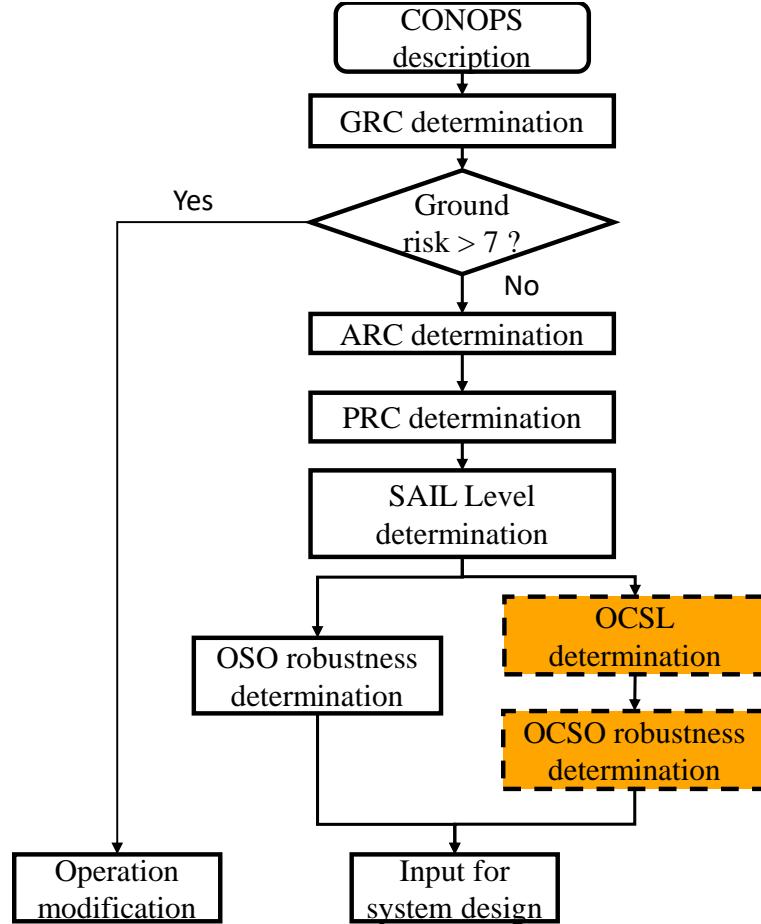 CONOPS
description
GRC determination
Yes
Ground
risk > 7 ?
No
ARC determination
PRC determination
SAIL Level
determination
OSO robustness
determination
OCSL
determination
OCSO robustness
determination
Operation
modification
Input for
system design